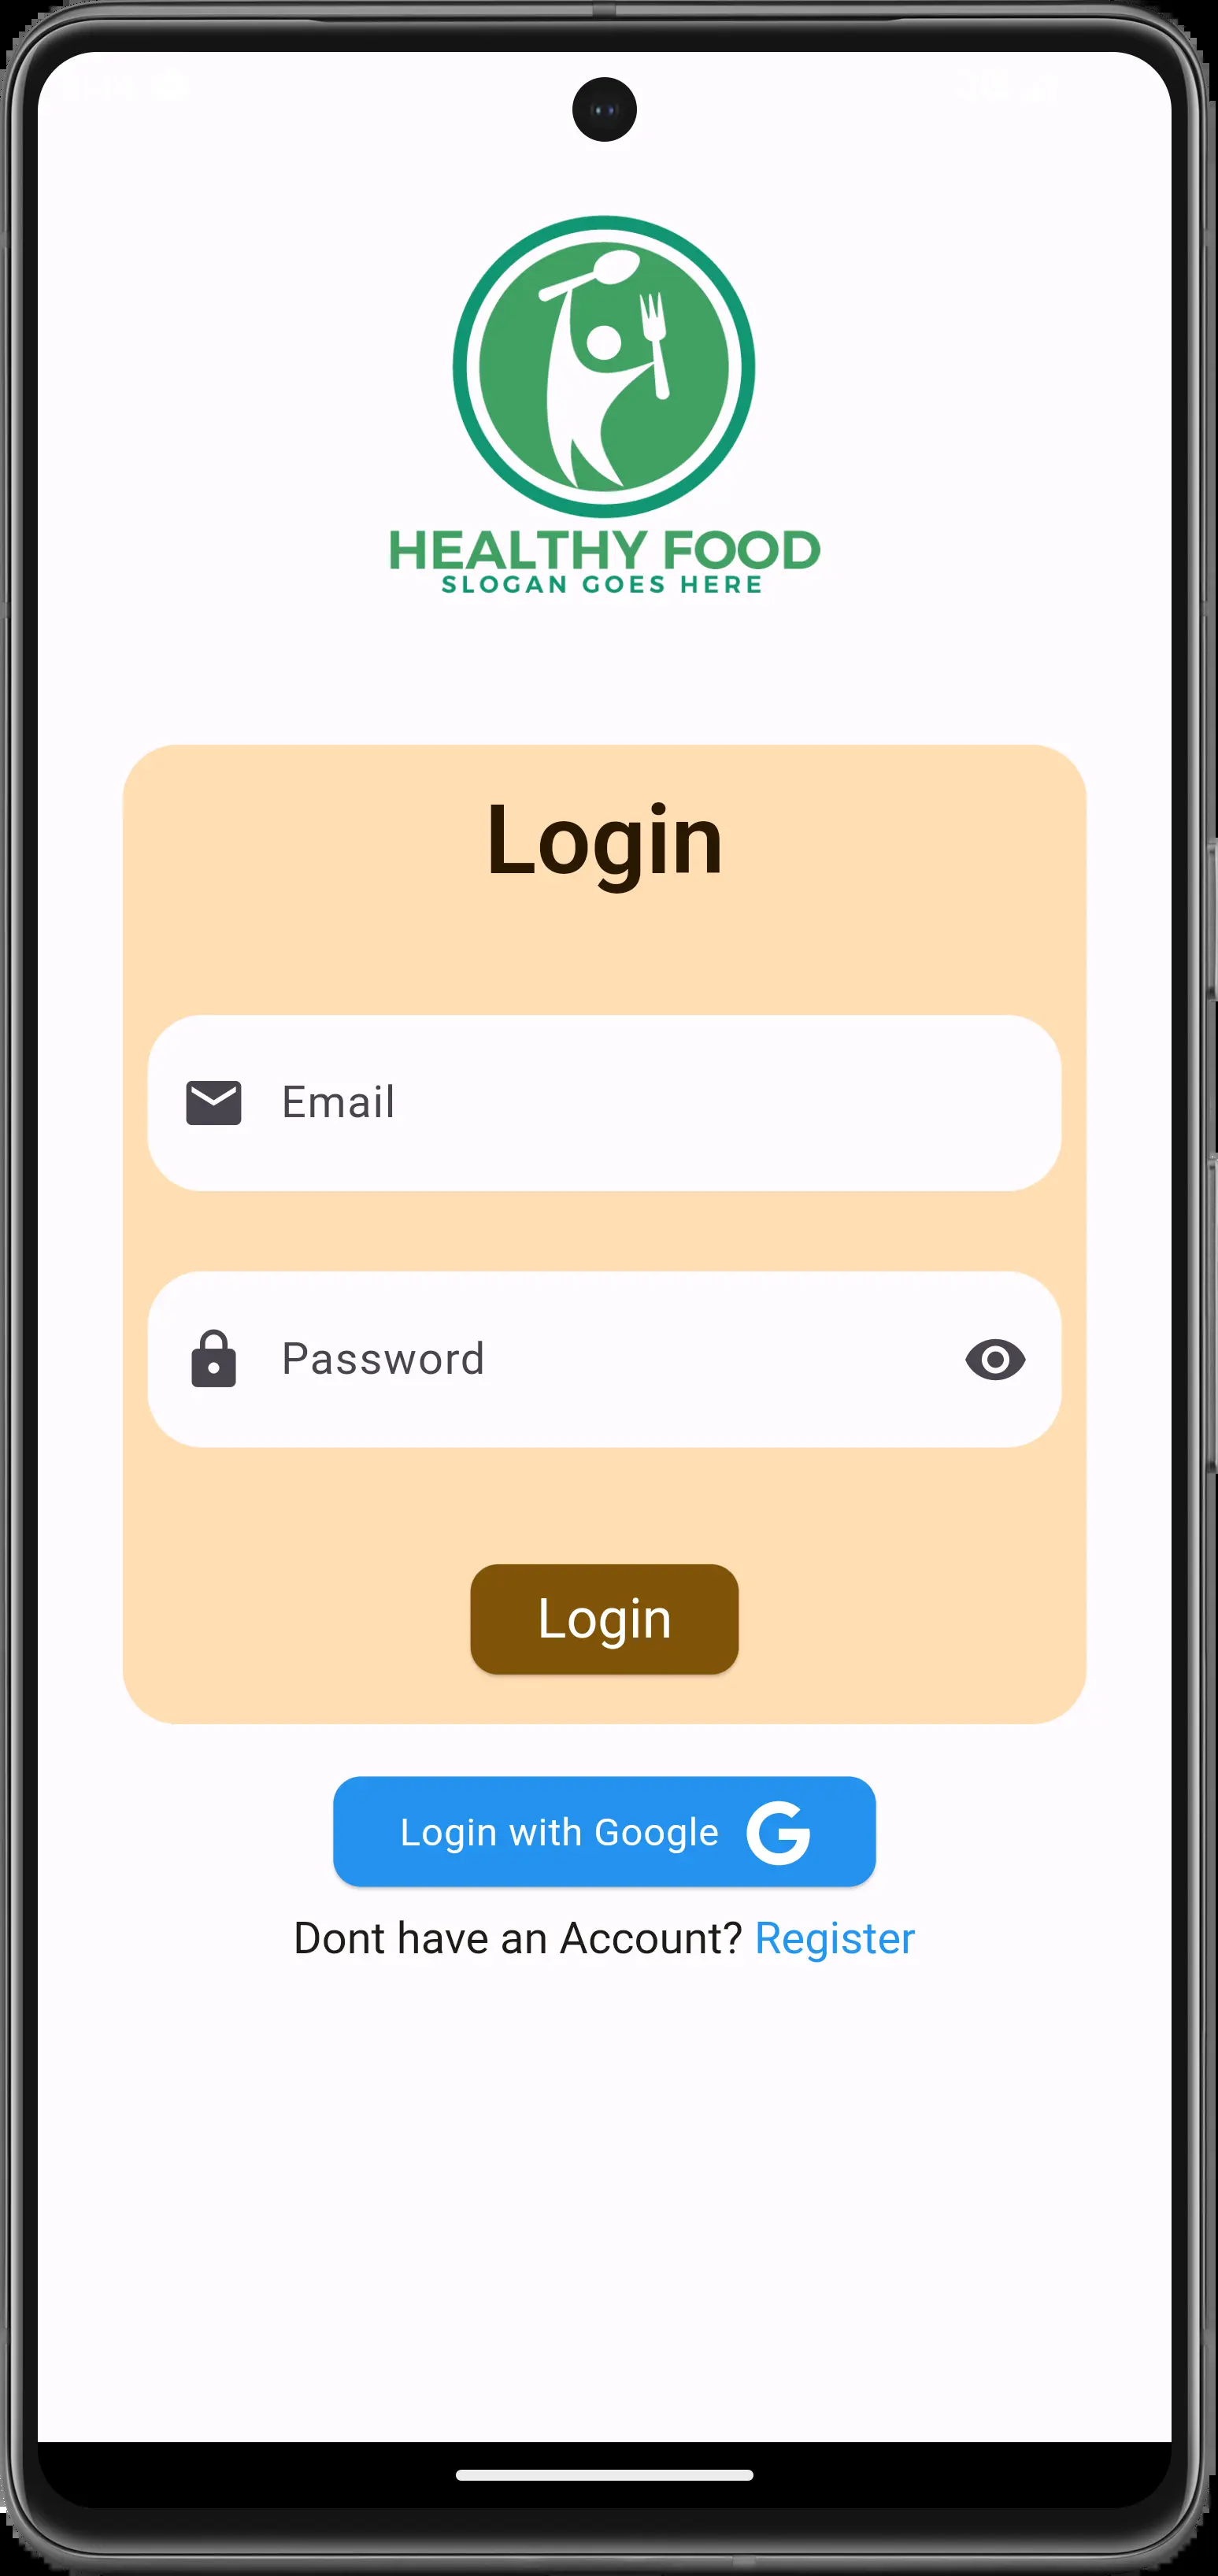 HEALTHY FOOD
SLOGAN GOES HERE
Login
Email
Password
Login
Login with Google
Dont have an Account? Register